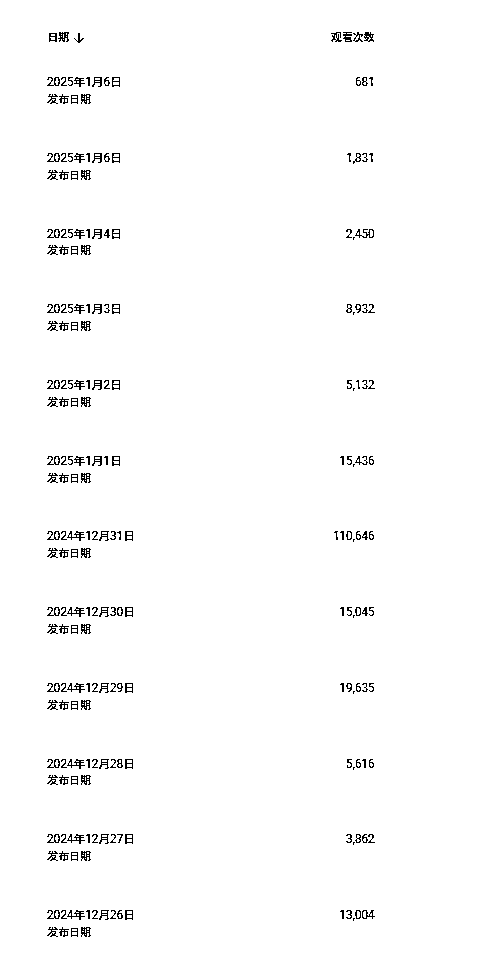 日期 ↓ 观看次数
2025年1月6日 681
发布日期
2025年1月6日 1,831
发布日期
2025年1月4日 2,450
发布日期
2025年1月3日 8,932
发布日期
2025年1月2日 5,132
发布日期
2025年1月1日 15,436
发布日期
2024年12月31日 110,646
发布日期
2024年12月30日 15,045
发布日期
2024年12月29日 19,635
发布日期
2024年12月28日 5,616
发布日期
2024年12月27日 3,862
发布日期
2024年12月26日 13,004
发布日期